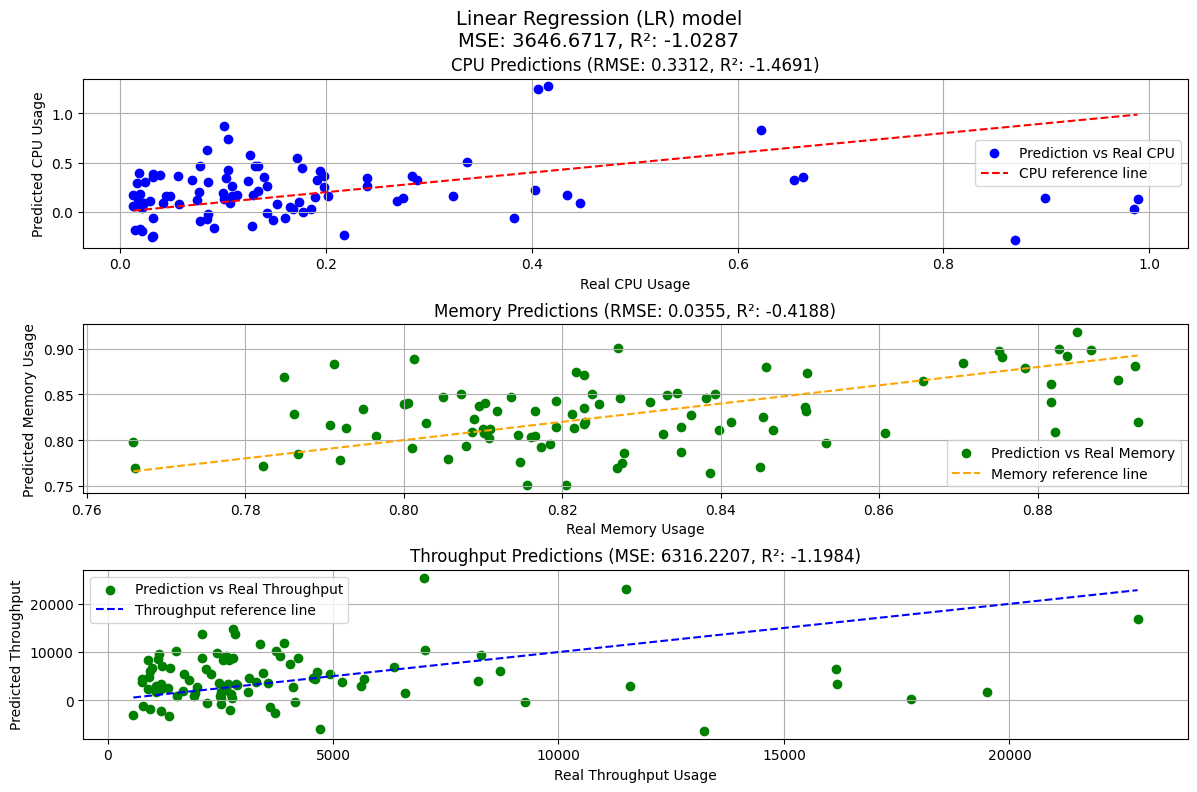 Linear Regression (LR) model
MSE: 3646.6717, R²: -1.0287
CPU Predictions (RMSE: 0.3312, R²: -1.4691)
Predicted CPU Usage
1.0
0.5
0.0
Prediction vs Real CPU
CPU reference line
0.0 0.2 0.4 0.6 0.8 1.0
Real CPU Usage
Memory Predictions (RMSE: 0.0355, R²: -0.4188)
Predicted Memory Usage
0.90
0.85
0.80
0.75
Prediction vs Real Memory
Memory reference line
0.76 0.78 0.80 0.82 0.84 0.86 0.88
Real Memory Usage
Throughput Predictions (MSE: 6316.2207, R²: -1.1984)
Predicted Throughput
20000
10000
0
Prediction vs Real Throughput
Throughput reference line
0 5000 10000 15000 20000
Real Throughput Usage